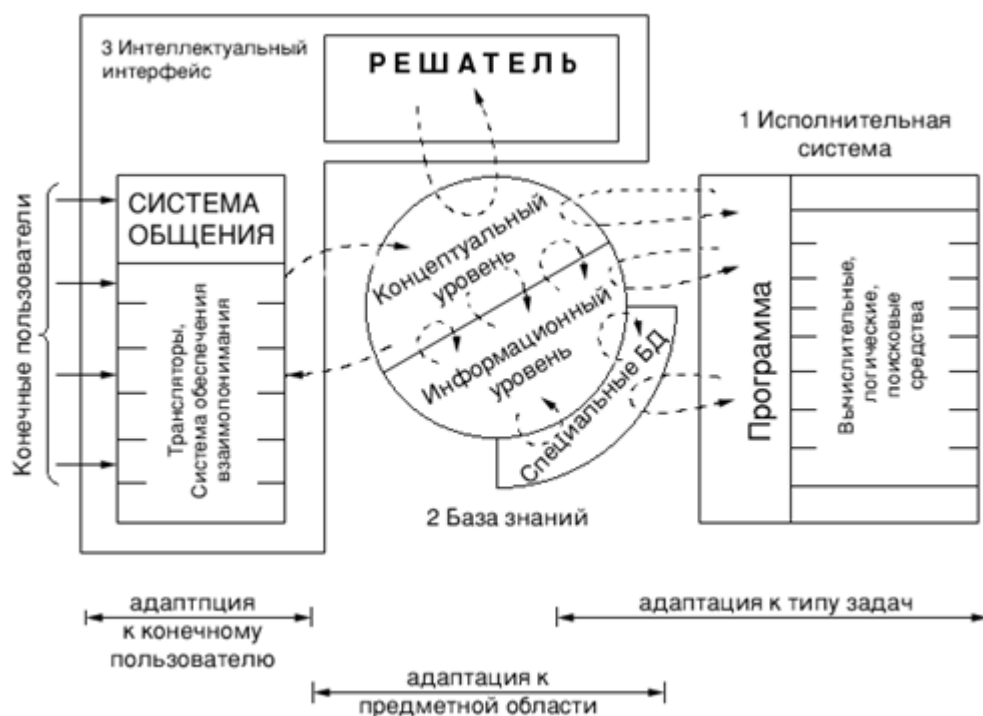 3 Интеллектуальный
интерфейс
РЕШАТЕЛЬ
1 Исполнительная
система
Конечные пользователи
СИСТЕМА
ОБЩЕНИЯ
Трансляторы,
Система обеспечения
взаимопонимания
Концептуальный
уровень
Информационный
уровень
Специальные БД
2 База знаний
Программа
Вычислительные,
логические,
поисковые
средства
адаптпция
к конечному
пользователю
адаптация к типу задач
адаптация к
предметной области